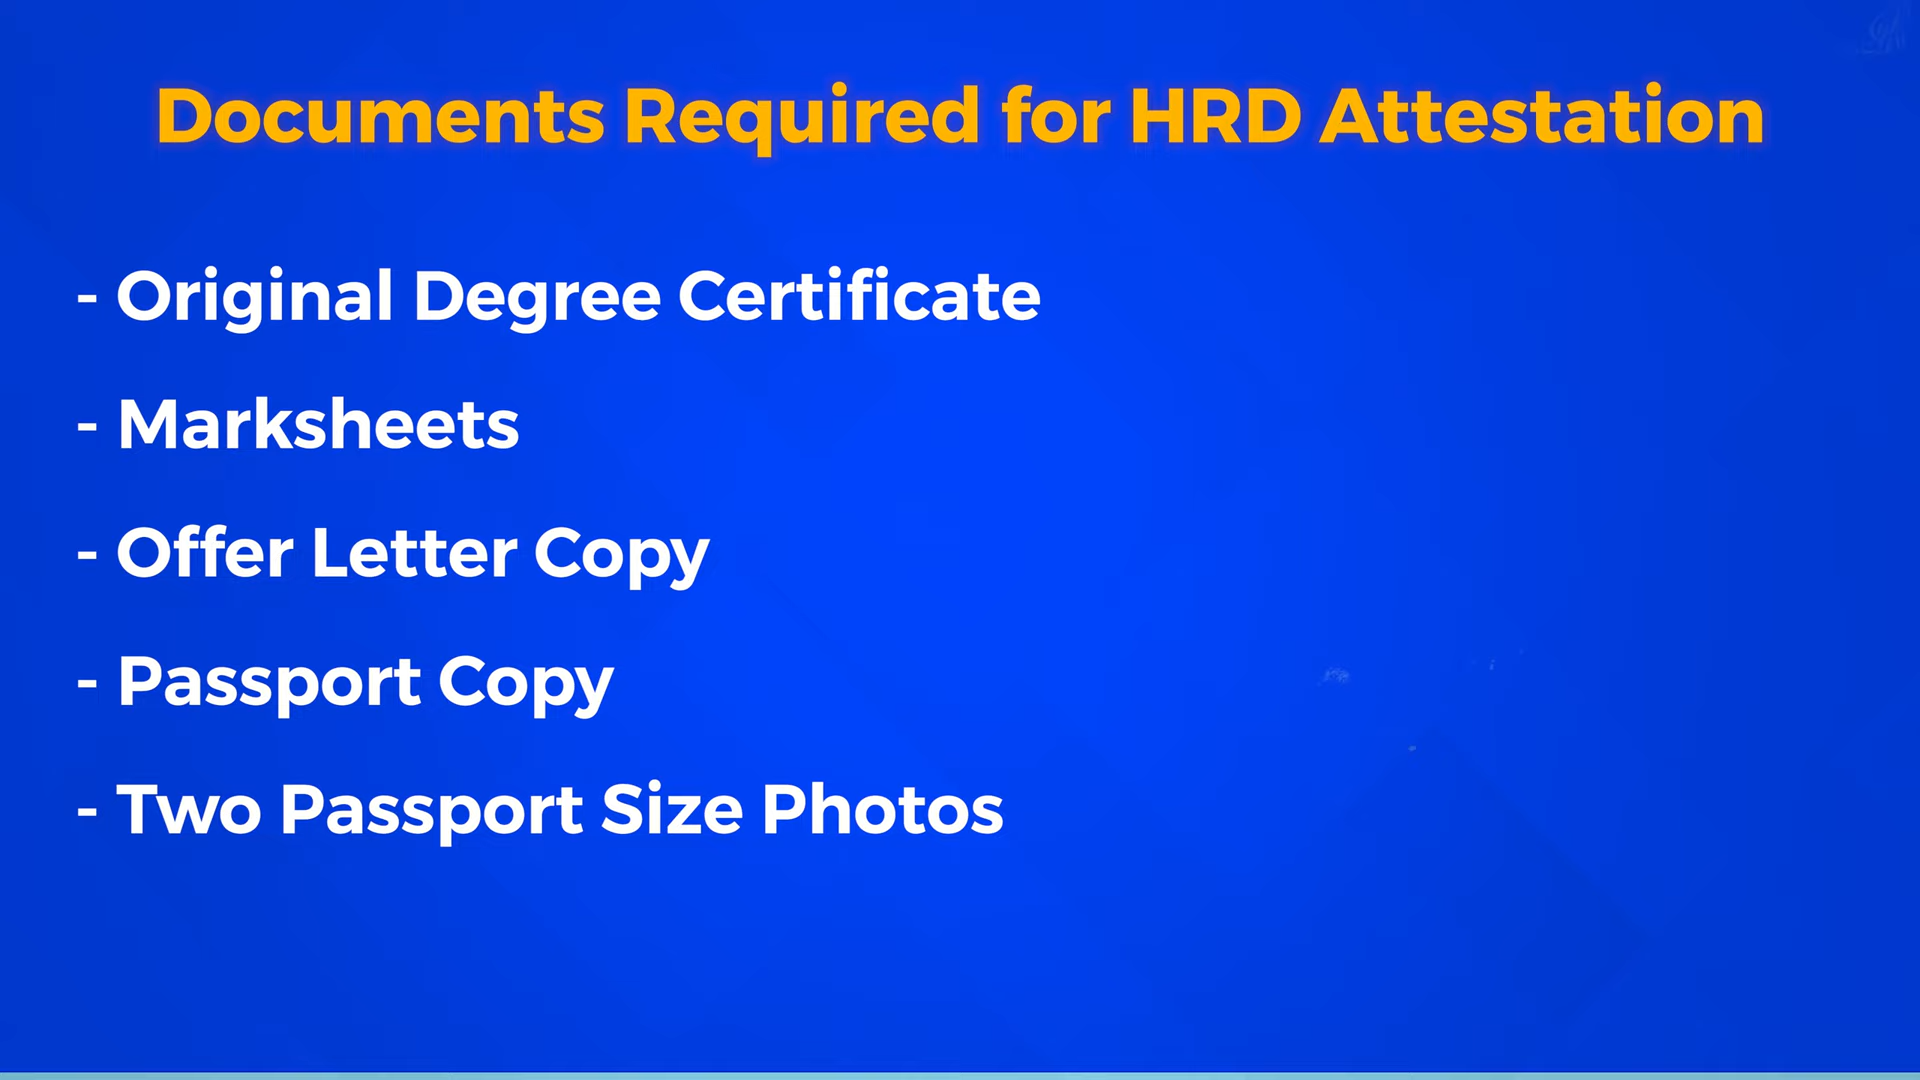 Documents Required for HRD Attestation
- Original Degree Certificate
- Marksheets
- Offer Letter Copy
- Passport Copy
- Two Passport Size Photos